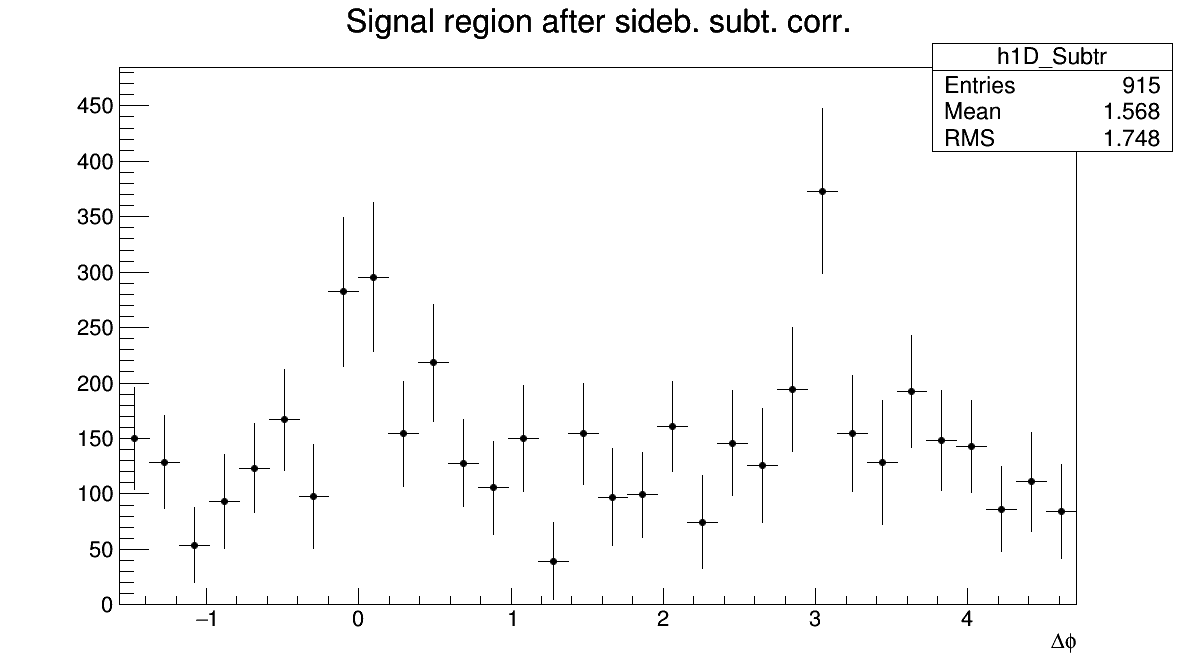 Signal region after sideb. subt. corr.
h1D_Subtr
Entries 915
Mean 1.568
RMS 1.748
450
400
350
300
250
200
150
100
50
0
−1 0 1 2 3 4
Δϕ